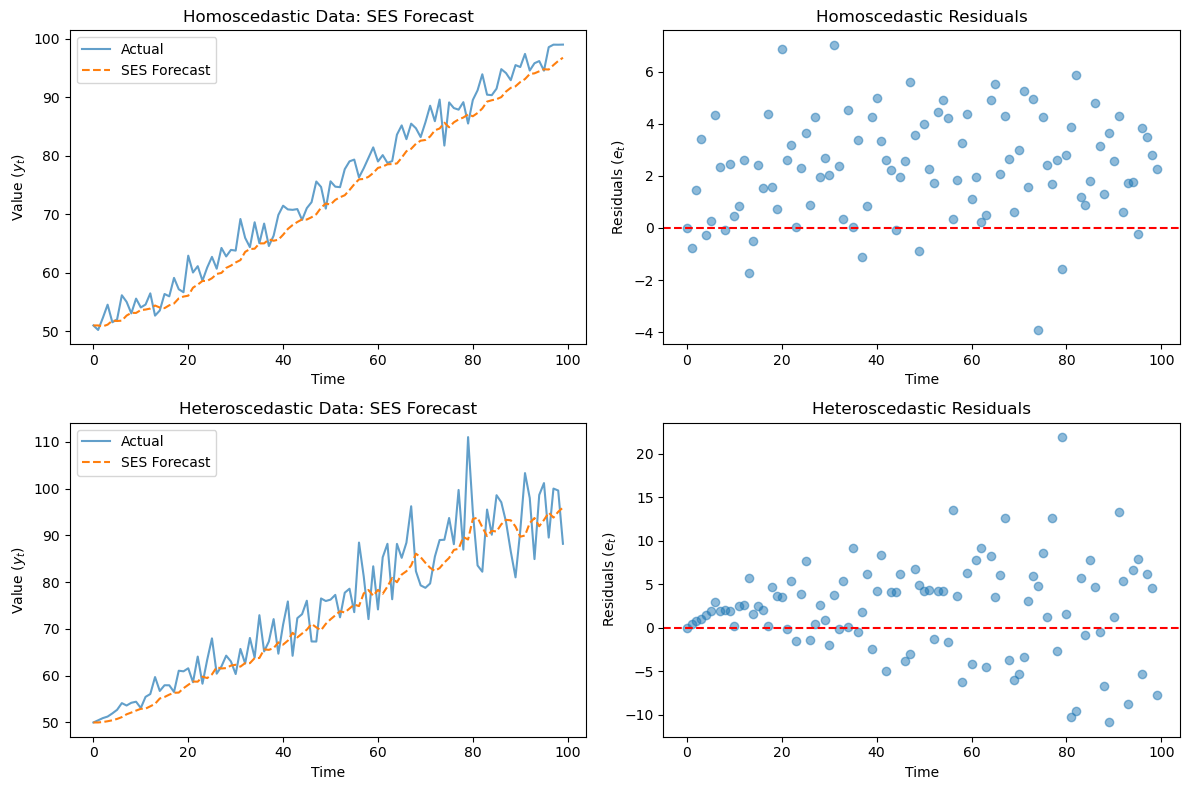 Homoscedastic Data: SES Forecast
Actual
SES Forecast
100
90
80
70
60
50
Value (yₜ)
0 20 40 60 80 100
Time
Homoscedastic Residuals
6
4
2
0
−2
−4
Residuals (eₜ)
0 20 40 60 80 100
Time
Heteroscedastic Data: SES Forecast
Actual
SES Forecast
110
100
90
80
70
60
50
Value (yₜ)
0 20 40 60 80 100
Time
Heteroscedastic Residuals
20
15
10
5
0
−5
−10
Residuals (eₜ)
0 20 40 60 80 100
Time